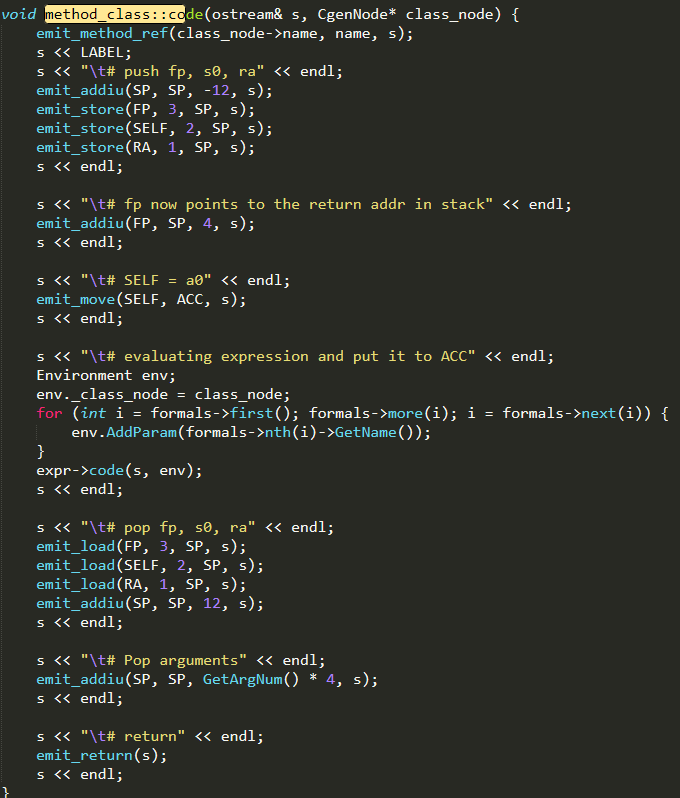 void method_class::code(ostream& s, CgenNode* class_node) {
    emit_method_ref(class_node->name, name, s);
    s << LABEL;
    s << "\t# push fp, s0, ra" << endl;
    emit_addiu(SP, SP, -12, s);
    emit_store(FP, 3, SP, s);
    emit_store(SELF, 2, SP, s);
    emit_store(RA, 1, SP, s);
    s << endl;

    s << "\t# fp now points to the return addr in stack" << endl;
    emit_addiu(FP, SP, 4, s);
    s << endl;

    s << "\t# SELF = a0" << endl;
    emit_move(SELF, ACC, s);
    s << endl;

    s << "\t# evaluating expression and put it to ACC" << endl;
    Environment env;
    env._class_node = class_node;
    for (int i = formals->first(); formals->more(i); i = formals->next(i)) {
        env.AddParam(formals->nth(i)->GetName());
    }
    expr->code(s, env);
    s << endl;

    s << "\t# pop fp, s0, ra" << endl;
    emit_load(FP, 3, SP, s);
    emit_load(SELF, 2, SP, s);
    emit_load(RA, 1, SP, s);
    emit_addiu(SP, SP, 12, s);
    s << endl;

    s << "\t# Pop arguments" << endl;
    emit_addiu(SP, SP, GetArgNum() * 4, s);
    s << endl;

    s << "\t# return" << endl;
    emit_return(s);
    s << endl;
}